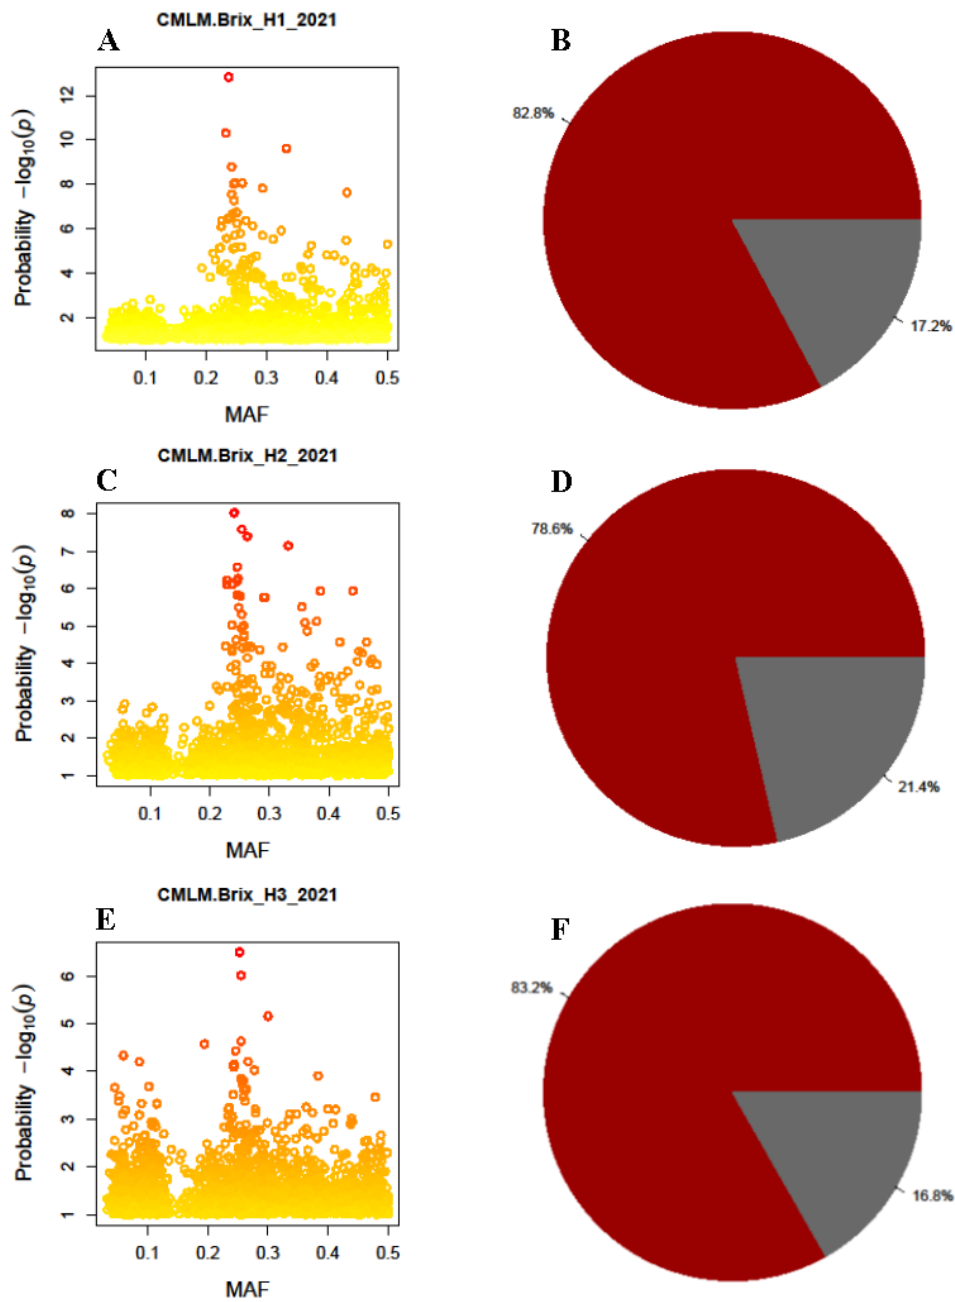 CMLM.Brix_H1_2021
A
B
Probability −log₁₀(p)
12
10
8
6
4
2
0.1 0.2 0.3 0.4 0.5
MAF
82.8%
17.2%
CMLM.Brix_H2_2021
C
D
Probability −log₁₀(p)
8
7
6
5
4
3
2
1
0.1 0.2 0.3 0.4 0.5
MAF
78.6%
21.4%
CMLM.Brix_H3_2021
E
F
Probability −log₁₀(p)
6
5
4
3
2
1
0.1 0.2 0.3 0.4 0.5
MAF
83.2%
16.8%